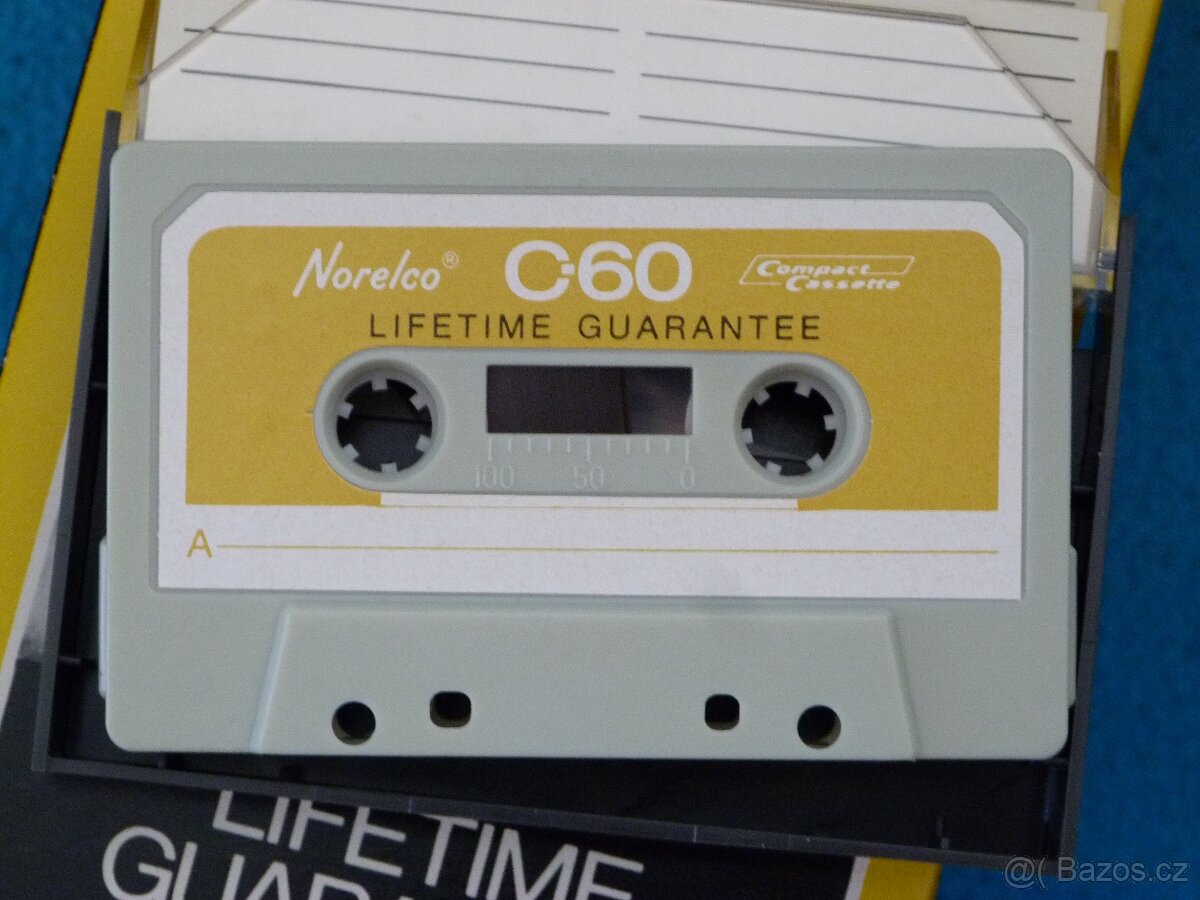 Norelco® C-60 Compact Cassette
LIFETIME GUARANTEE
100 50 0
A
LIFETIME
@( Bazos.cz